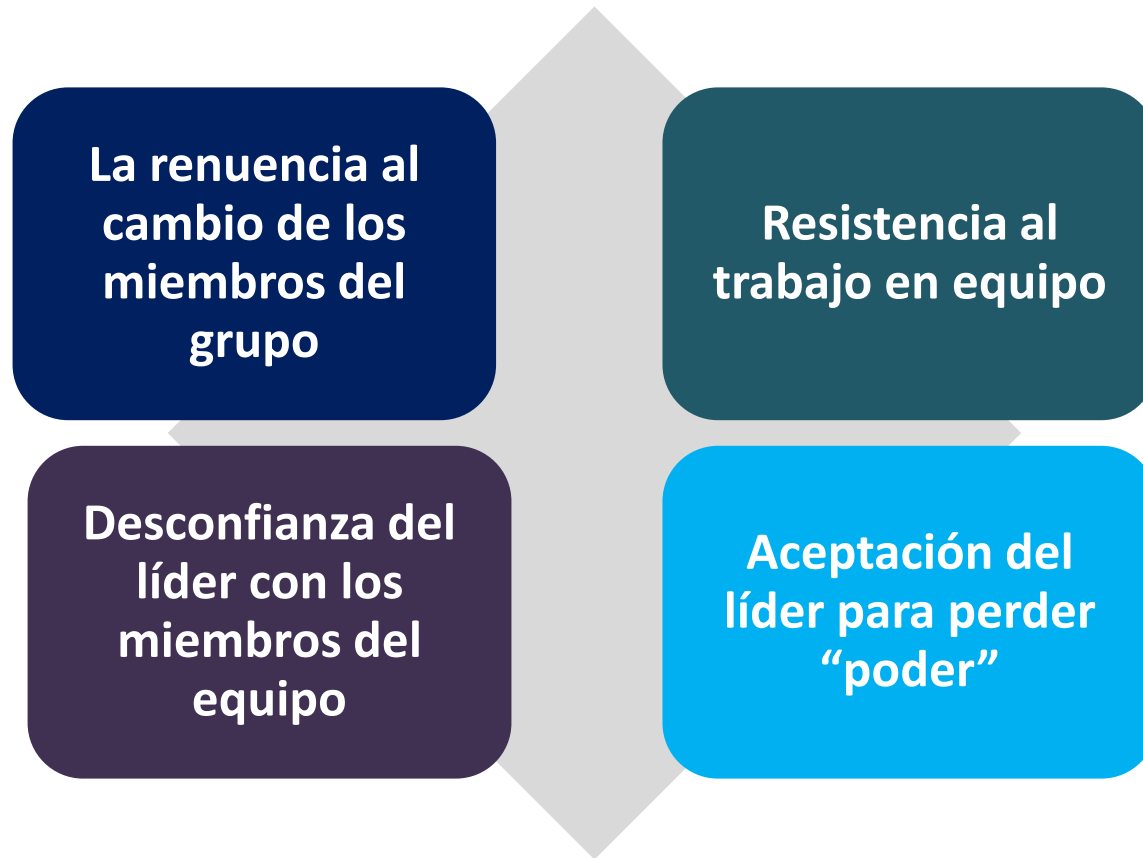 La renuencia al
cambio de los
miembros del
grupo
Resistencia al
trabajo en equipo
Desconfianza del
líder con los
miembros del
equipo
Aceptación del
líder para perder
“poder”